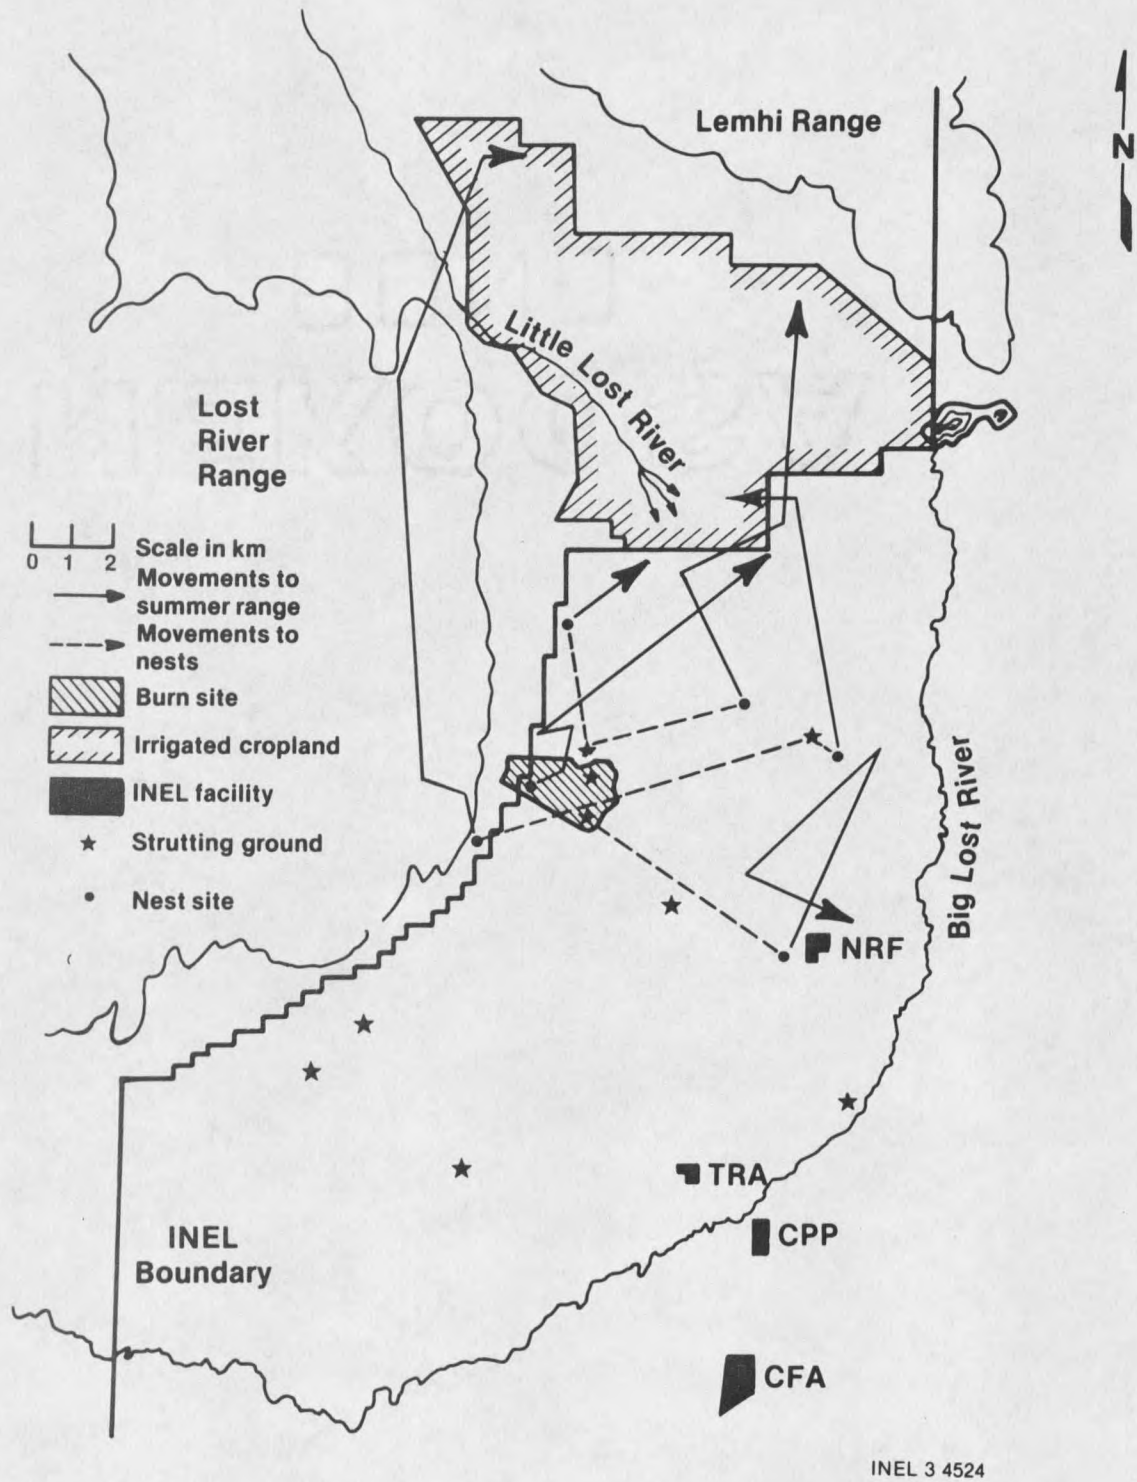 Lemhi Range
N
Little Lost River
Lost
River
Range
0 1 2
Scale in km
Movements to
summer range
Movements to
nests
Burn site
Irrigated cropland
INEL facility
Strutting ground
Nest site
Big Lost River
NRF
TRA
CPP
INEL
Boundary
CFA
INEL 3 4524